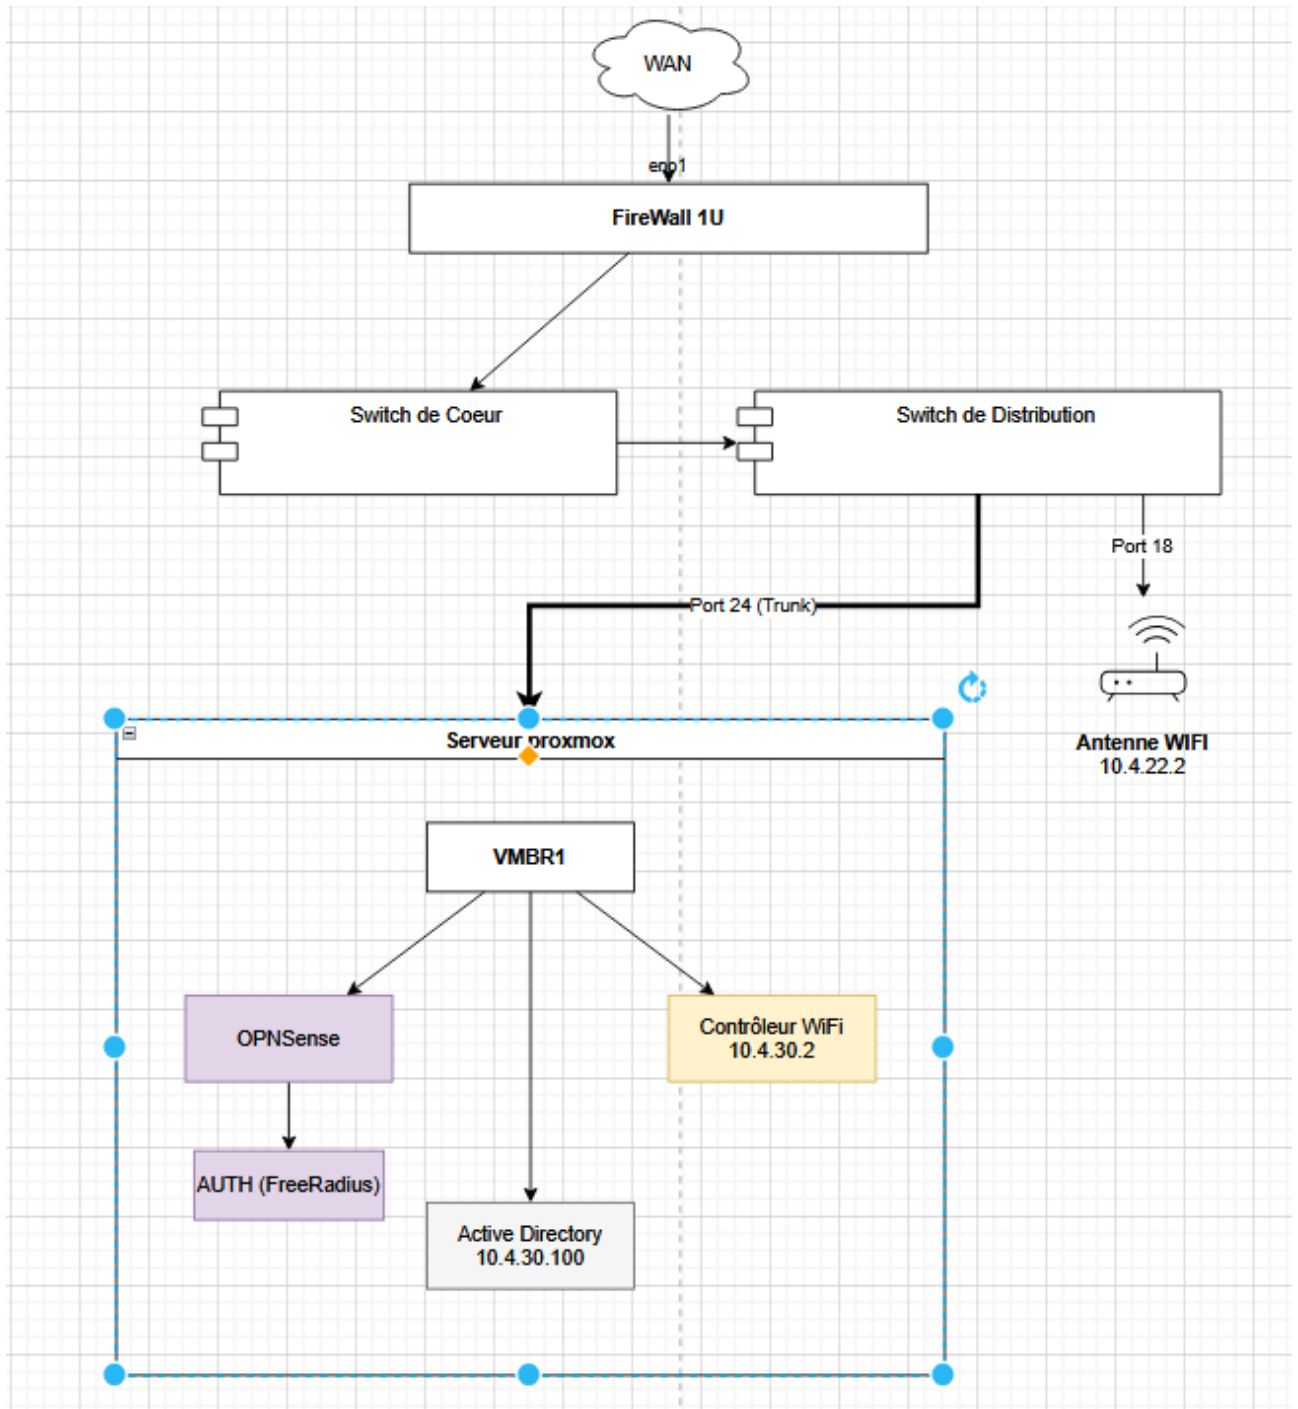 WAN
eno1
FireWall 1U
Switch de Coeur
Switch de Distribution
Port 18
Port 24 (Trunk)
Serveur proxmox
Antenne WIFI
10.4.22.2
VMBR1
OPNSense
Contrôleur WiFi
10.4.30.2
AUTH (FreeRadius)
Active Directory
10.4.30.100